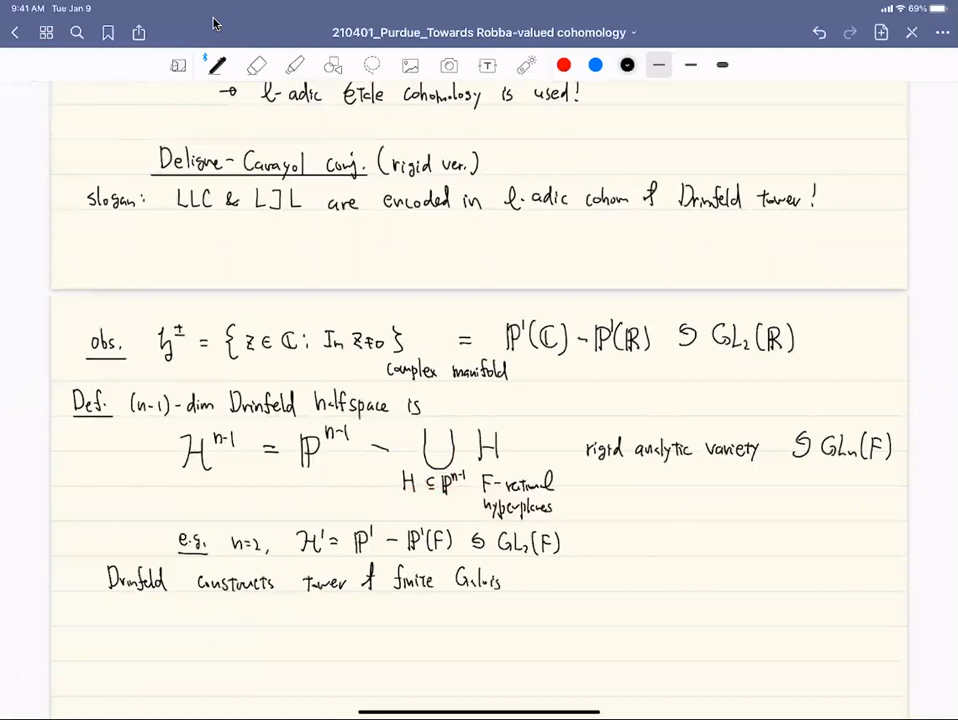 9:41 AM Tue Jan 9
69%
210401_Purdue_Towards Robba-valued cohomology
→ ℓ-adic étale cohomology is used!
Deligne-Carayol conj. (rigid ver.)
slogan: LLC & LJL are encoded in ℓ-adic cohom of Drinfeld tower!
obs. 𝔥^± = {z ∈ ℂ : Im z≠0} = ℙ¹(ℂ) - ℙ¹(ℝ) ↺ GL₂(ℝ)
complex manifold
Def. (n-1)-dim Drinfeld halfspace is
ℋ^{n-1} = ℙ^{n-1} - ⋃ H rigid analytic variety ↺ GLn(F)
H ⊆ ℙ^{n-1} F-rational
hyperplanes
e.g. n=2, ℋ¹ = ℙ¹ - ℙ¹(F) ↺ GL₂(F)
Drinfeld constructs tower of finite Galois